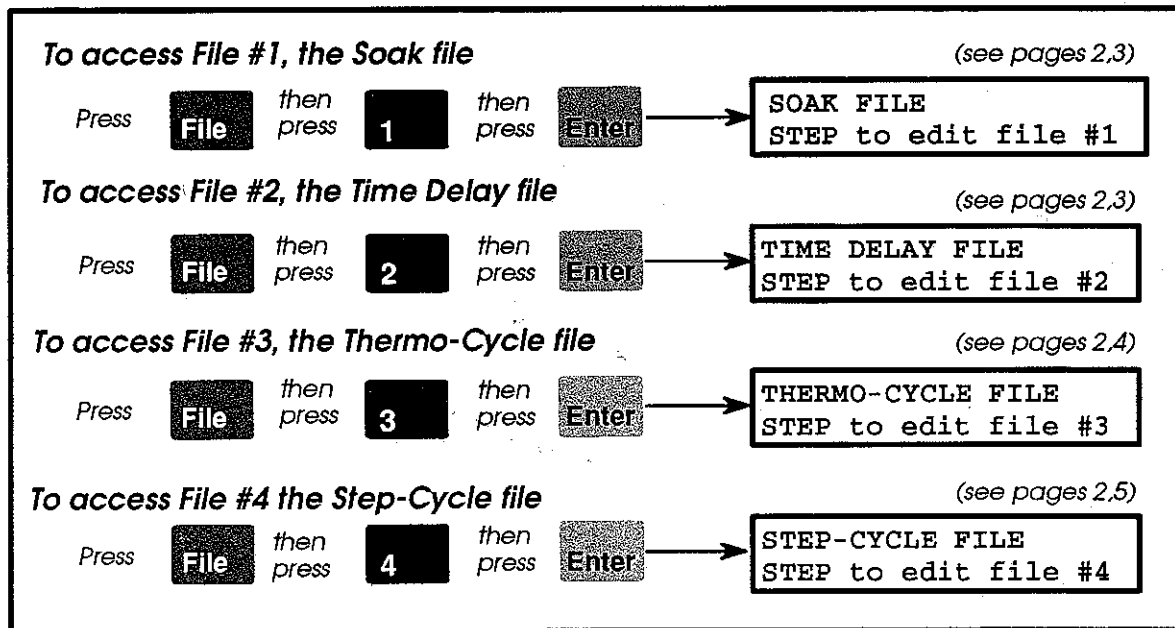 To access File #1, the Soak file (see pages 2,3)
Press File then press 1 then press Enter
SOAK FILE
STEP to edit file #1
To access File #2, the Time Delay file (see pages 2,3)
Press File then press 2 then press Enter
TIME DELAY FILE
STEP to edit file #2
To access File #3, the Thermo-Cycle file (see pages 2,4)
Press File then press 3 then press Enter
THERMO-CYCLE FILE
STEP to edit file #3
To access File #4 the Step-Cycle file (see pages 2,5)
Press File then press 4 then press Enter
STEP-CYCLE FILE
STEP to edit file #4